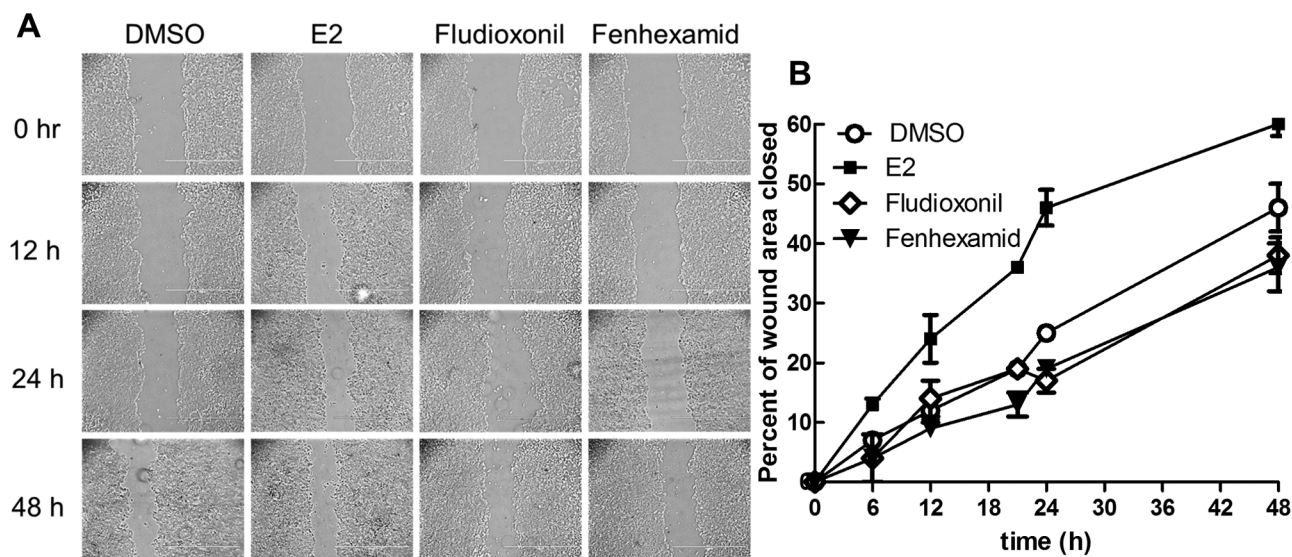 A
DMSO E2 Fludioxonil Fenhexamid
0 hr
12 h
24 h
48 h
B
Percent of wound area closed
60
50
40
30
20
10
0
DMSO
E2
Fludioxonil
Fenhexamid
0 6 12 18 24 30 36 42 48
time (h)